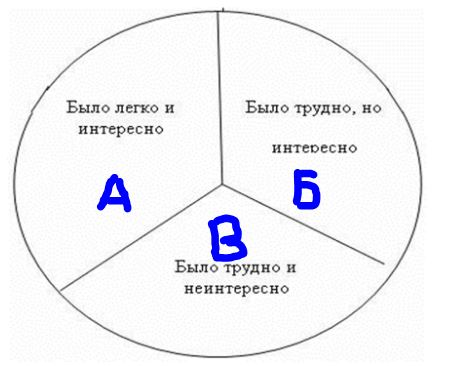 Было легко и
интересно
А
Было трудно, но
интересно
Б
В
Было трудно и
неинтересно